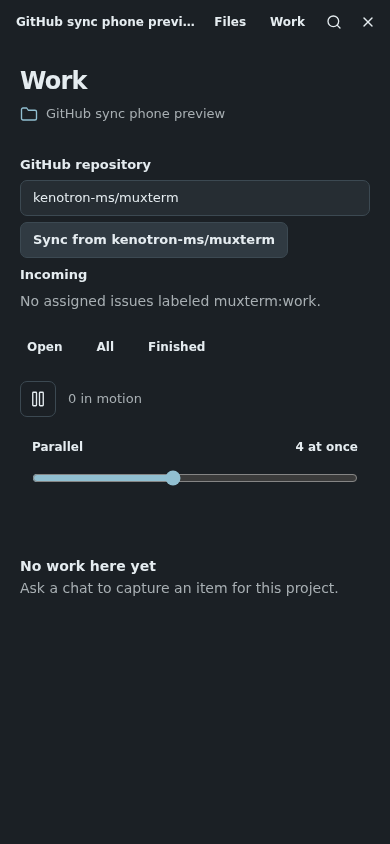 GitHub sync phone previ… Files Work
Work
GitHub sync phone preview
GitHub repository
kenotron-ms/muxterm
Sync from kenotron-ms/muxterm
Incoming
No assigned issues labeled muxterm:work.
Open All Finished
0 in motion
Parallel 4 at once
No work here yet
Ask a chat to capture an item for this project.